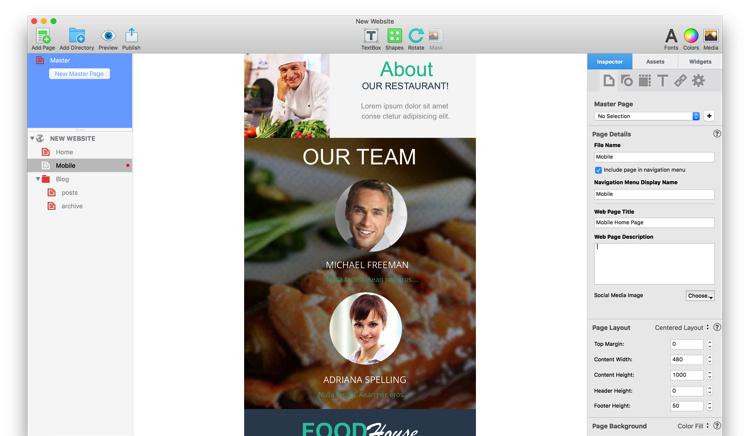 New Website
Add Page
Add Directory
Preview
Publish
TextBox
Shapes
Rotate
Mask
Fonts
Colors
Media
Master
New Master Page
NEW WEBSITE
Home
Mobile
Blog
posts
archive
About
OUR RESTAURANT!
Lorem ipsum dolor sit amet
conse ctetur adipisicing elit.
OUR TEAM
MICHAEL FREEMAN
ADRIANA SPELLING
FOOD House
Inspector
Assets
Widgets
Master Page
No Selection
+
Page Details
?
File Name
Mobile
Include page in navigation menu
Navigation Menu Display Name
Mobile
Web Page Title
Mobile Home Page
Web Page Description
Social Media Image
Choose...
Page Layout
Centered Layout
?
Top Margin:
0
Content Width:
480
Content Height:
1000
Header Height:
0
Footer Height:
50
Page Background
Color Fill
?